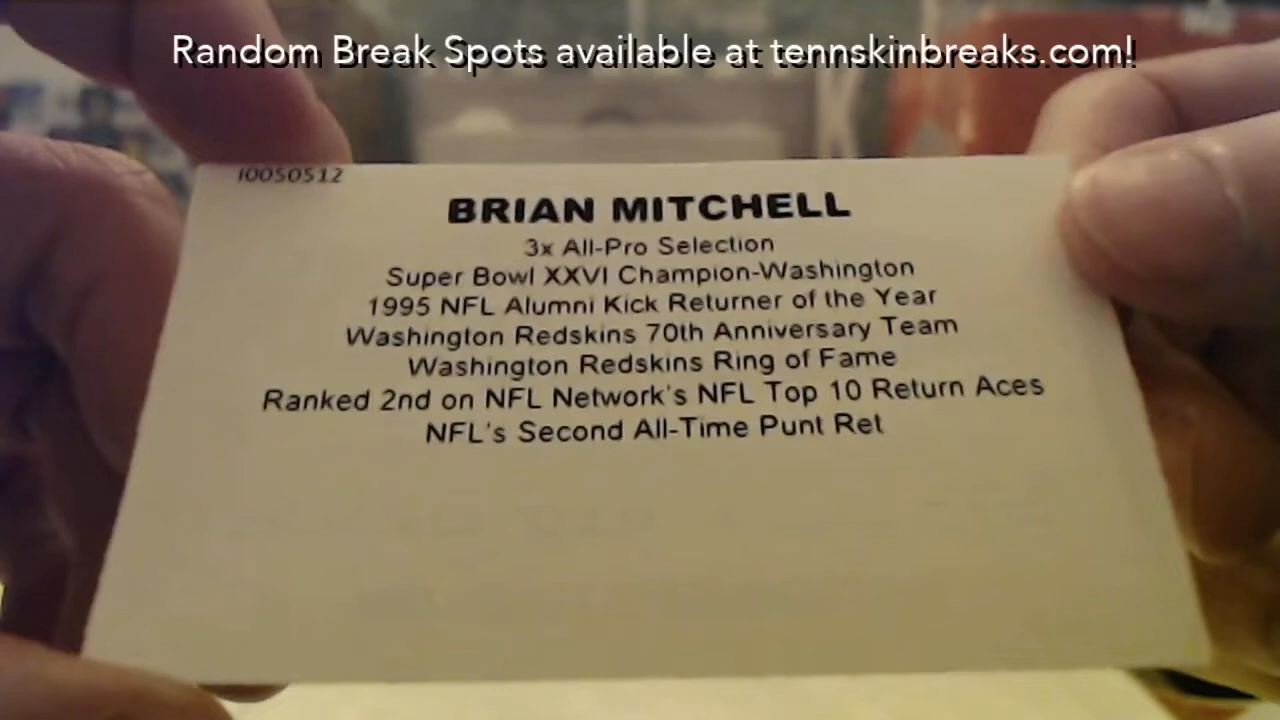 Random Break Spots available at tennskinbreaks.com!
10050512
BRIAN MITCHELL
3x All-Pro Selection
Super Bowl XXVI Champion-Washington
1995 NFL Alumni Kick Returner of the Year
Washington Redskins 70th Anniversary Team
Washington Redskins Ring of Fame
Ranked 2nd on NFL Network's NFL Top 10 Return Aces
NFL's Second All-Time Punt Ret